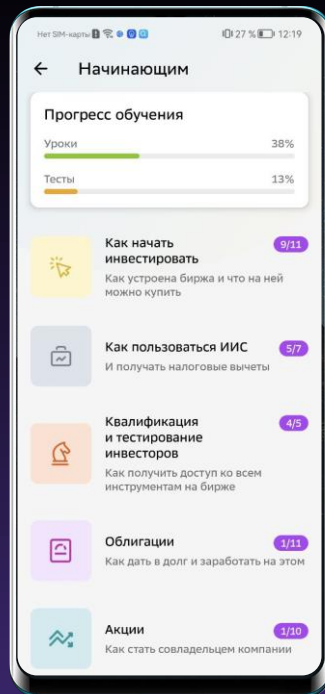 Нет SIM-карты 27 % 12:19
← Начинающим
Прогресс обучения
Уроки 38%
Тесты 13%
Как начать
инвестировать 9/11
Как устроена биржа и что на ней
можно купить
Как пользоваться ИИС 5/7
И получать налоговые вычеты
Квалификация 4/5
и тестирование
инвесторов
Как получить доступ ко всем
инструментам на бирже
Облигации 1/11
Как дать в долг и заработать на этом
Акции 1/10
Как стать совладельцем компании